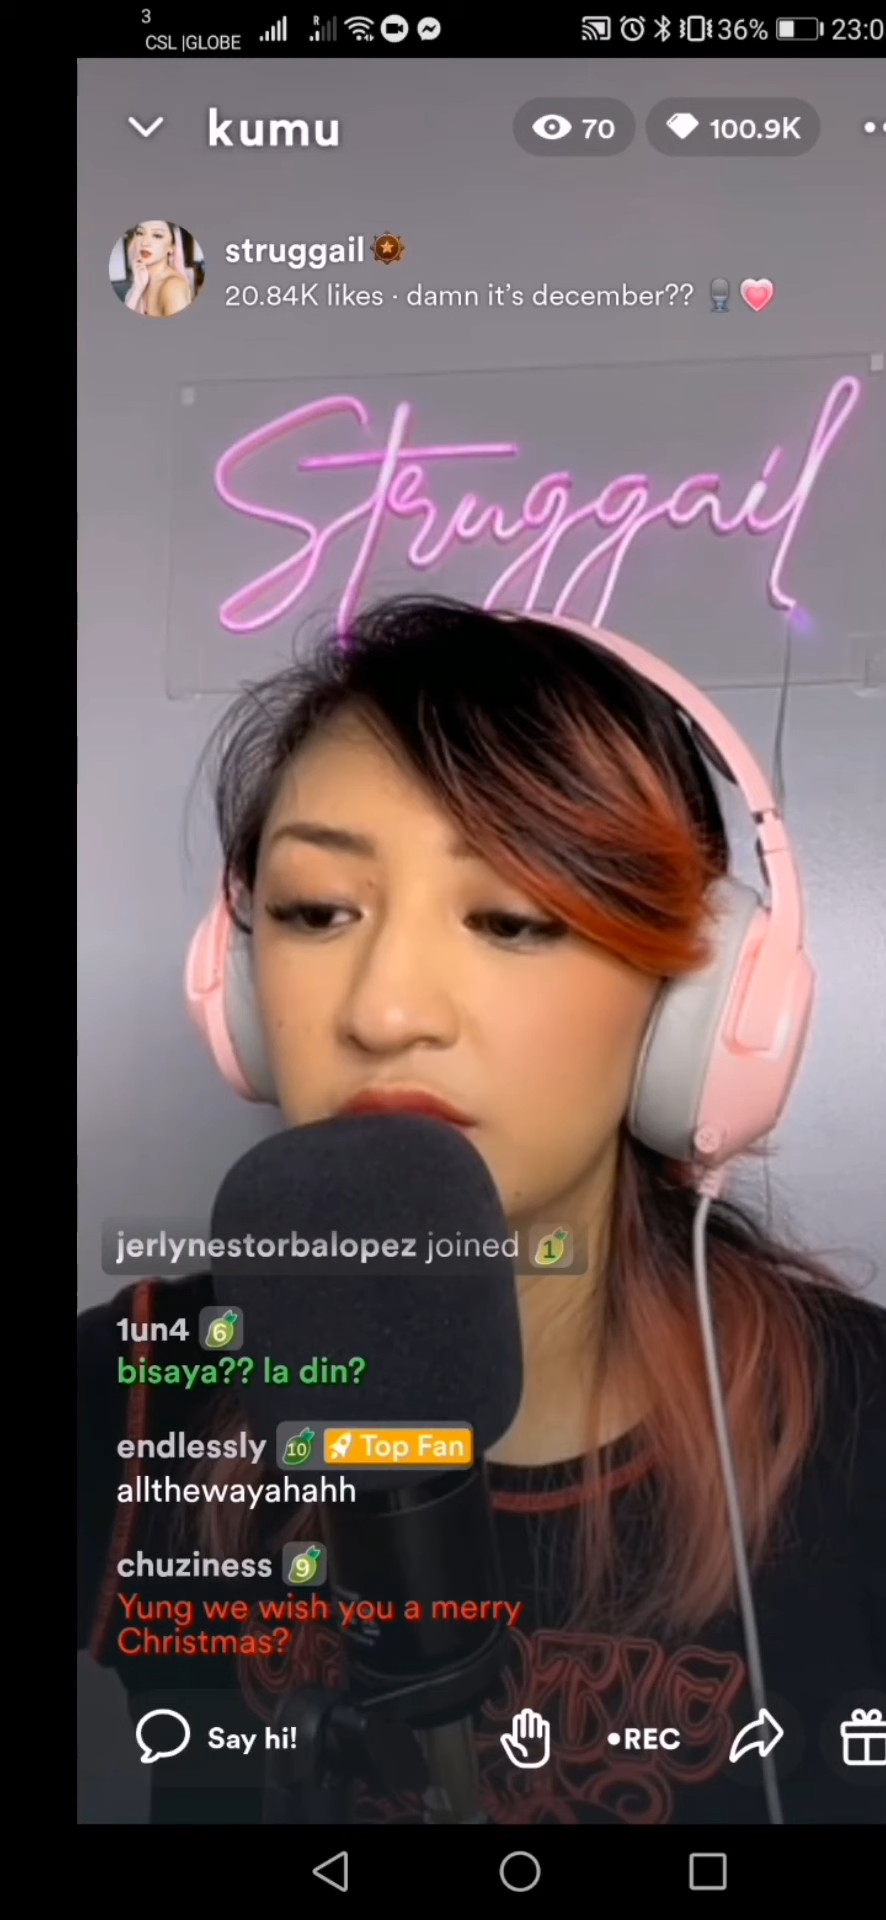 3
CSL |GLOBE
R
36%
23:0
kumu
70
100.9K
struggail
20.84K likes · damn it's december??
Struggail
jerlynestorbalopez joined 1
1un4 6
bisaya?? la din?
endlessly 10 Top Fan
allthewayahahh
chuziness 9
Yung we wish you a merry
Christmas?
Say hi!
•REC